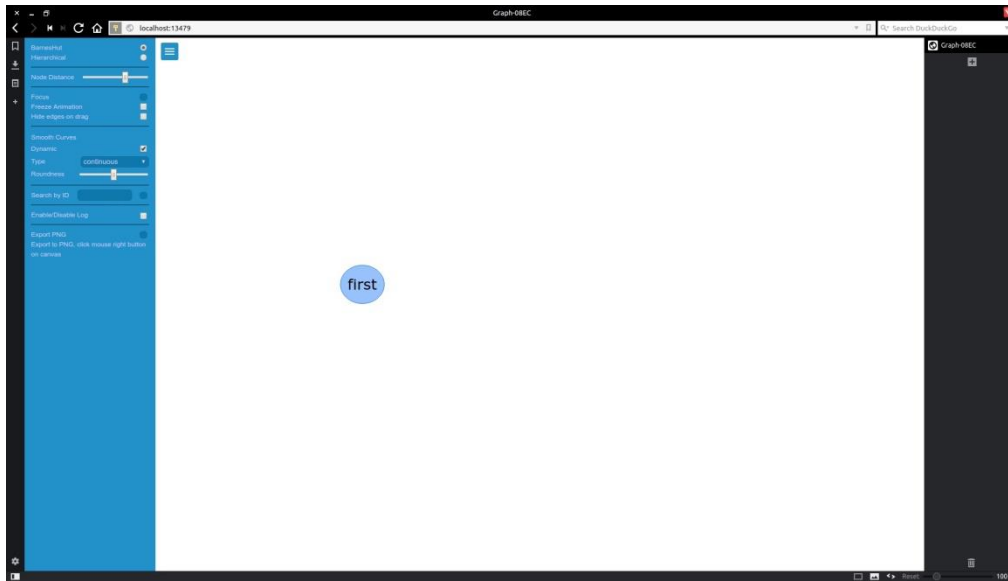 Graph-08EC
localhost:13479
Search DuckDuckGo
Graph-08EC
BarnesHut
Hierarchical
Node Distance
Focus
Freeze Animation
Hide edges on drag
Smooth Curves
Dynamic
Type continuous
Roundness
Search by ID
Enable/Disable Log
Export PNG
Export to PNG, click mouse right button
on canvas
first
Reset
100